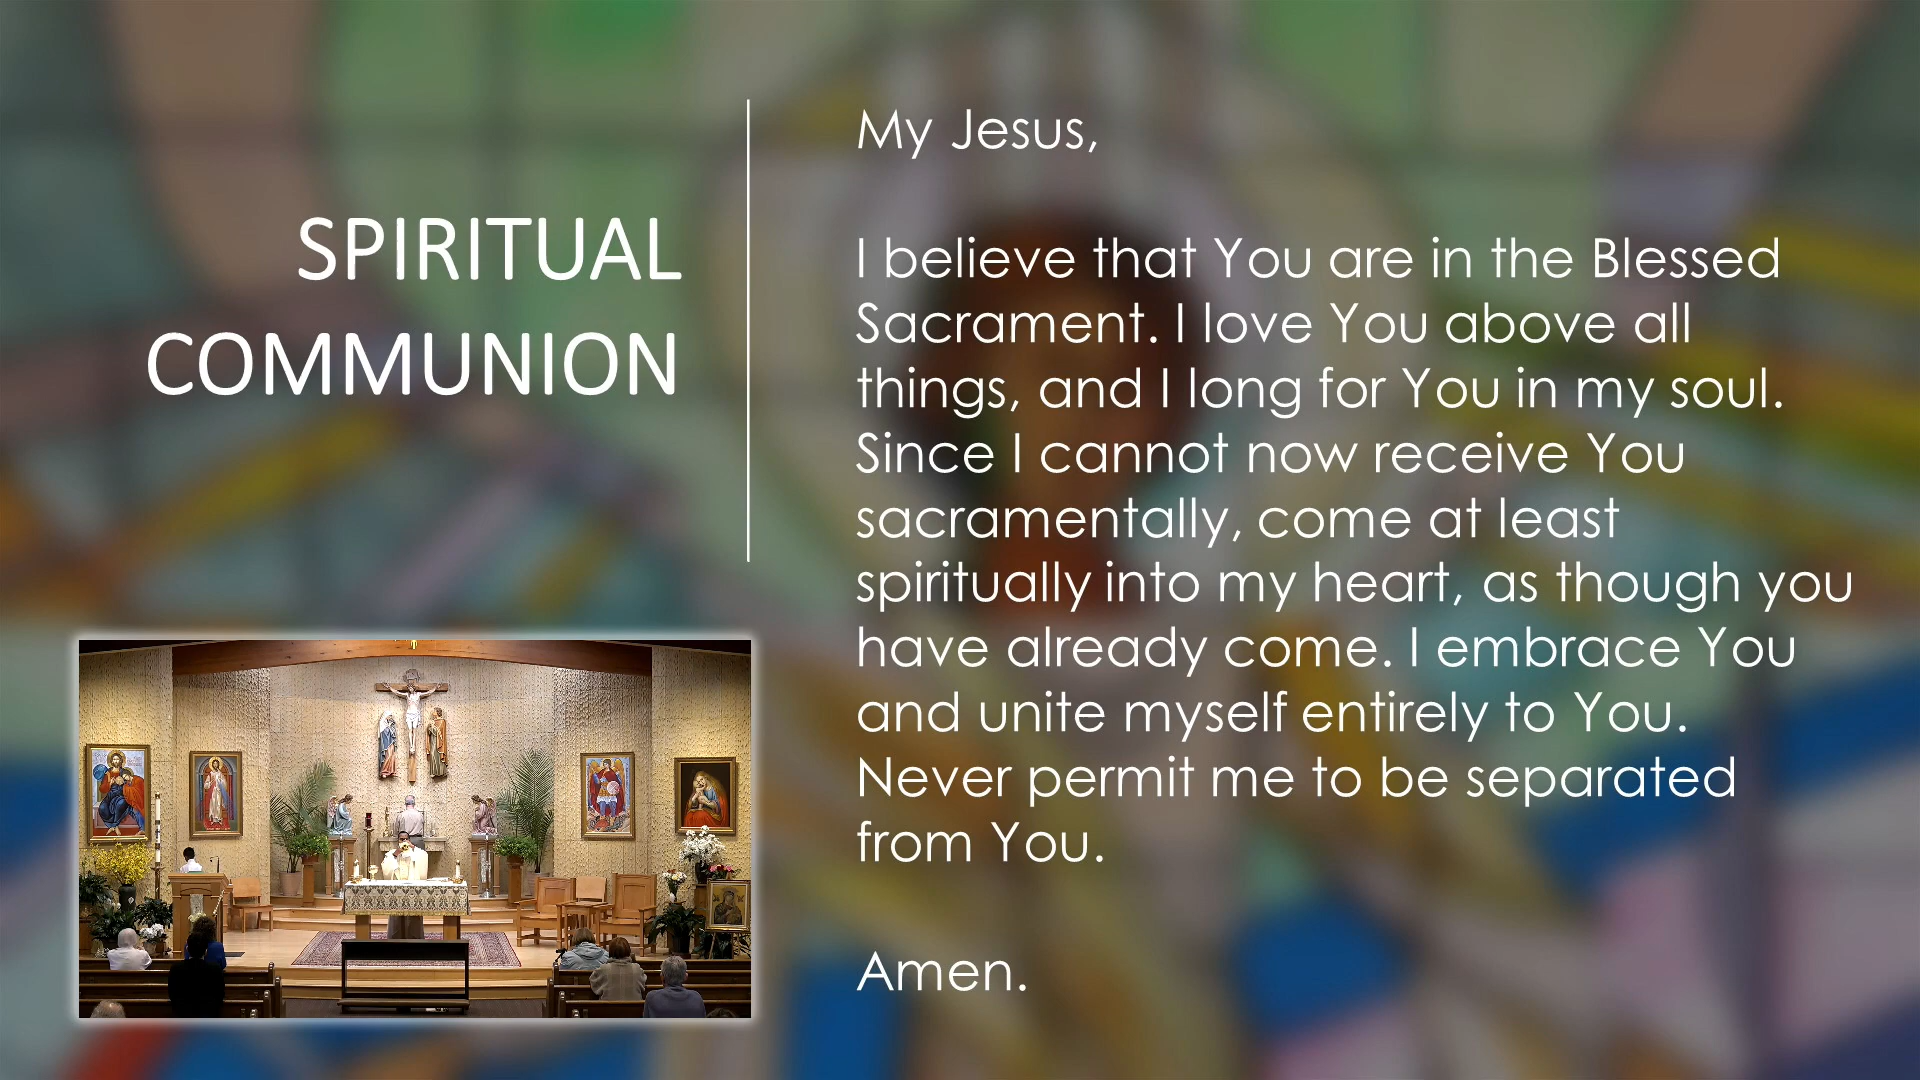 SPIRITUAL
COMMUNION
My Jesus,
I believe that You are in the Blessed
Sacrament. I love You above all
things, and I long for You in my soul.
Since I cannot now receive You
sacramentally, come at least
spiritually into my heart, as though you
have already come. I embrace You
and unite myself entirely to You.
Never permit me to be separated
from You.
Amen.